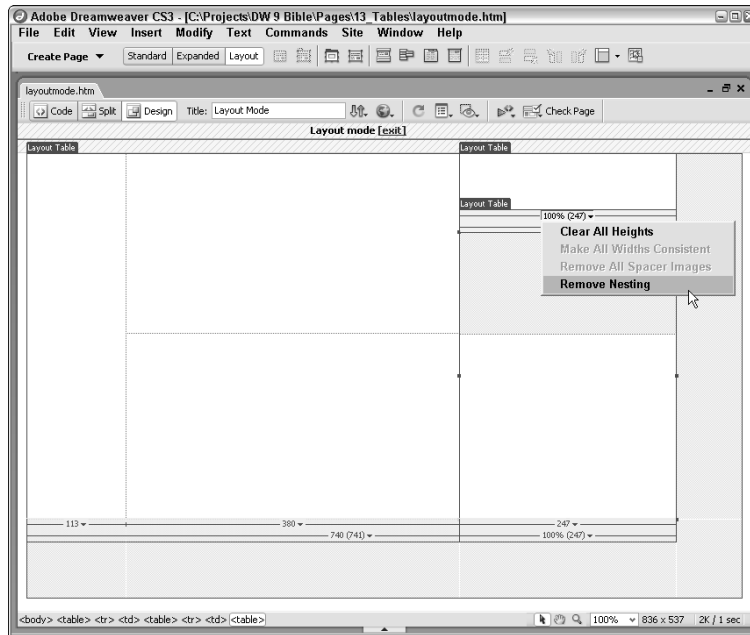 Adobe Dreamweaver CS3 - [C:\Projects\DW 9 Bible\Pages\13_Tables\layoutmode.htm]
File Edit View Insert Modify Text Commands Site Window Help
Create Page Standard Expanded Layout
layoutmode.htm
Code Split Design Title: Layout Mode Check Page
Layout mode [exit]
Layout Table Layout Table
Layout Table
100% (247)
Clear All Heights
Make All Widths Consistent
Remove All Spacer Images
Remove Nesting
113 380 247
740 (741) 100% (247)
<body> <table> <tr> <td> <table> <tr> <td> <table> 100% 836 x 537 2K / 1 sec